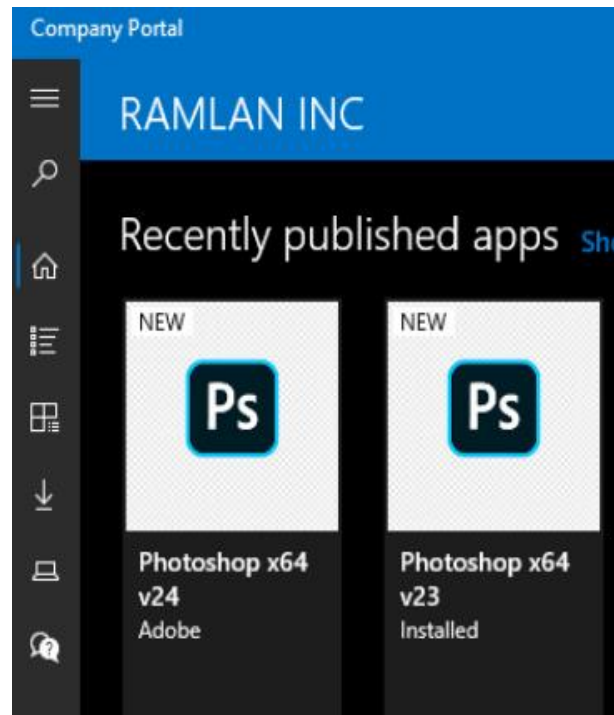 Company Portal
RAMLAN INC
Recently published apps
NEW
Ps
Photoshop x64
v24
Adobe
NEW
Ps
Photoshop x64
v23
Installed